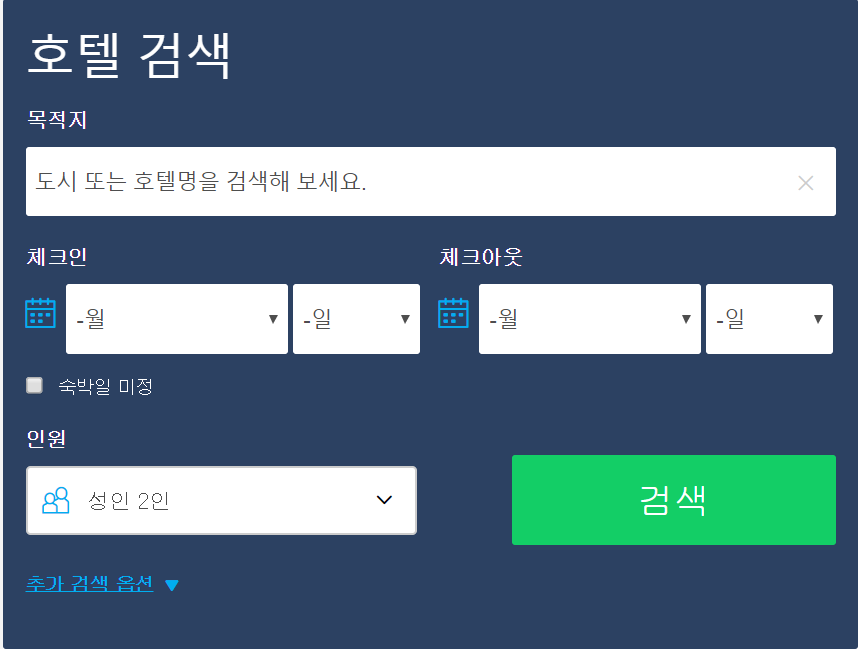 호텔 검색
목적지
도시 또는 호텔명을 검색해 보세요.
체크인 체크아웃
-월 -일 -월 -일
숙박일 미정
인원
성인 2인
검색
추가 검색 옵션